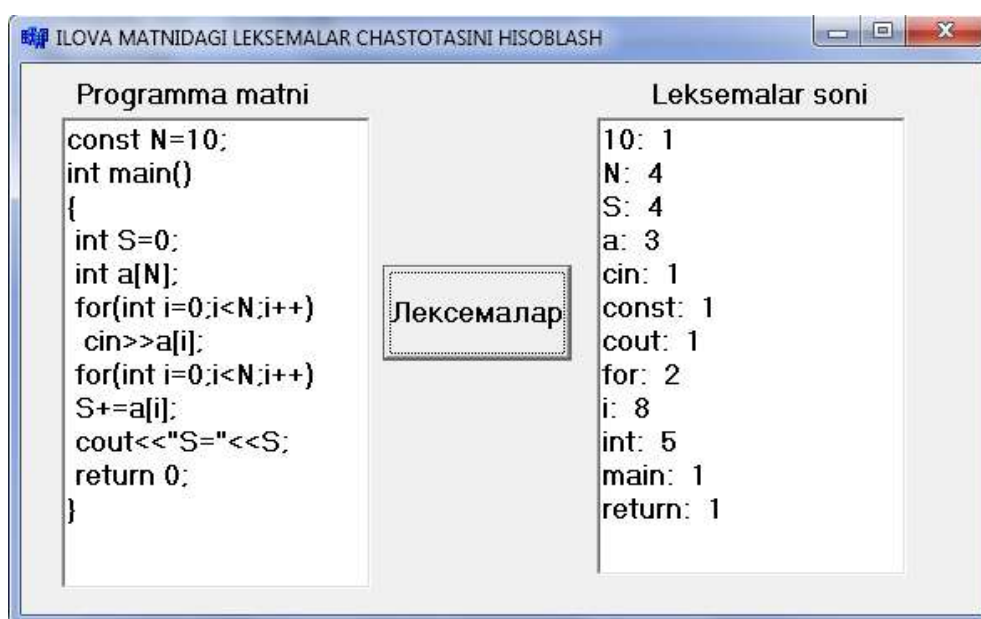 ILOVA MATNIDAGI LEKSEMALAR CHASTOTASINI HISOBLASH
Programma matni
const N=10;
int main()
{
int S=0;
int a[N];
for(int i=0;i<N;i++)
cin>>a[i];
for(int i=0;i<N;i++)
S+=a[i];
cout<<"S="<<S;
return 0;
}
Лексемалар
Leksemalar soni
10: 1
N: 4
S: 4
a: 3
cin: 1
const: 1
cout: 1
for: 2
i: 8
int: 5
main: 1
return: 1